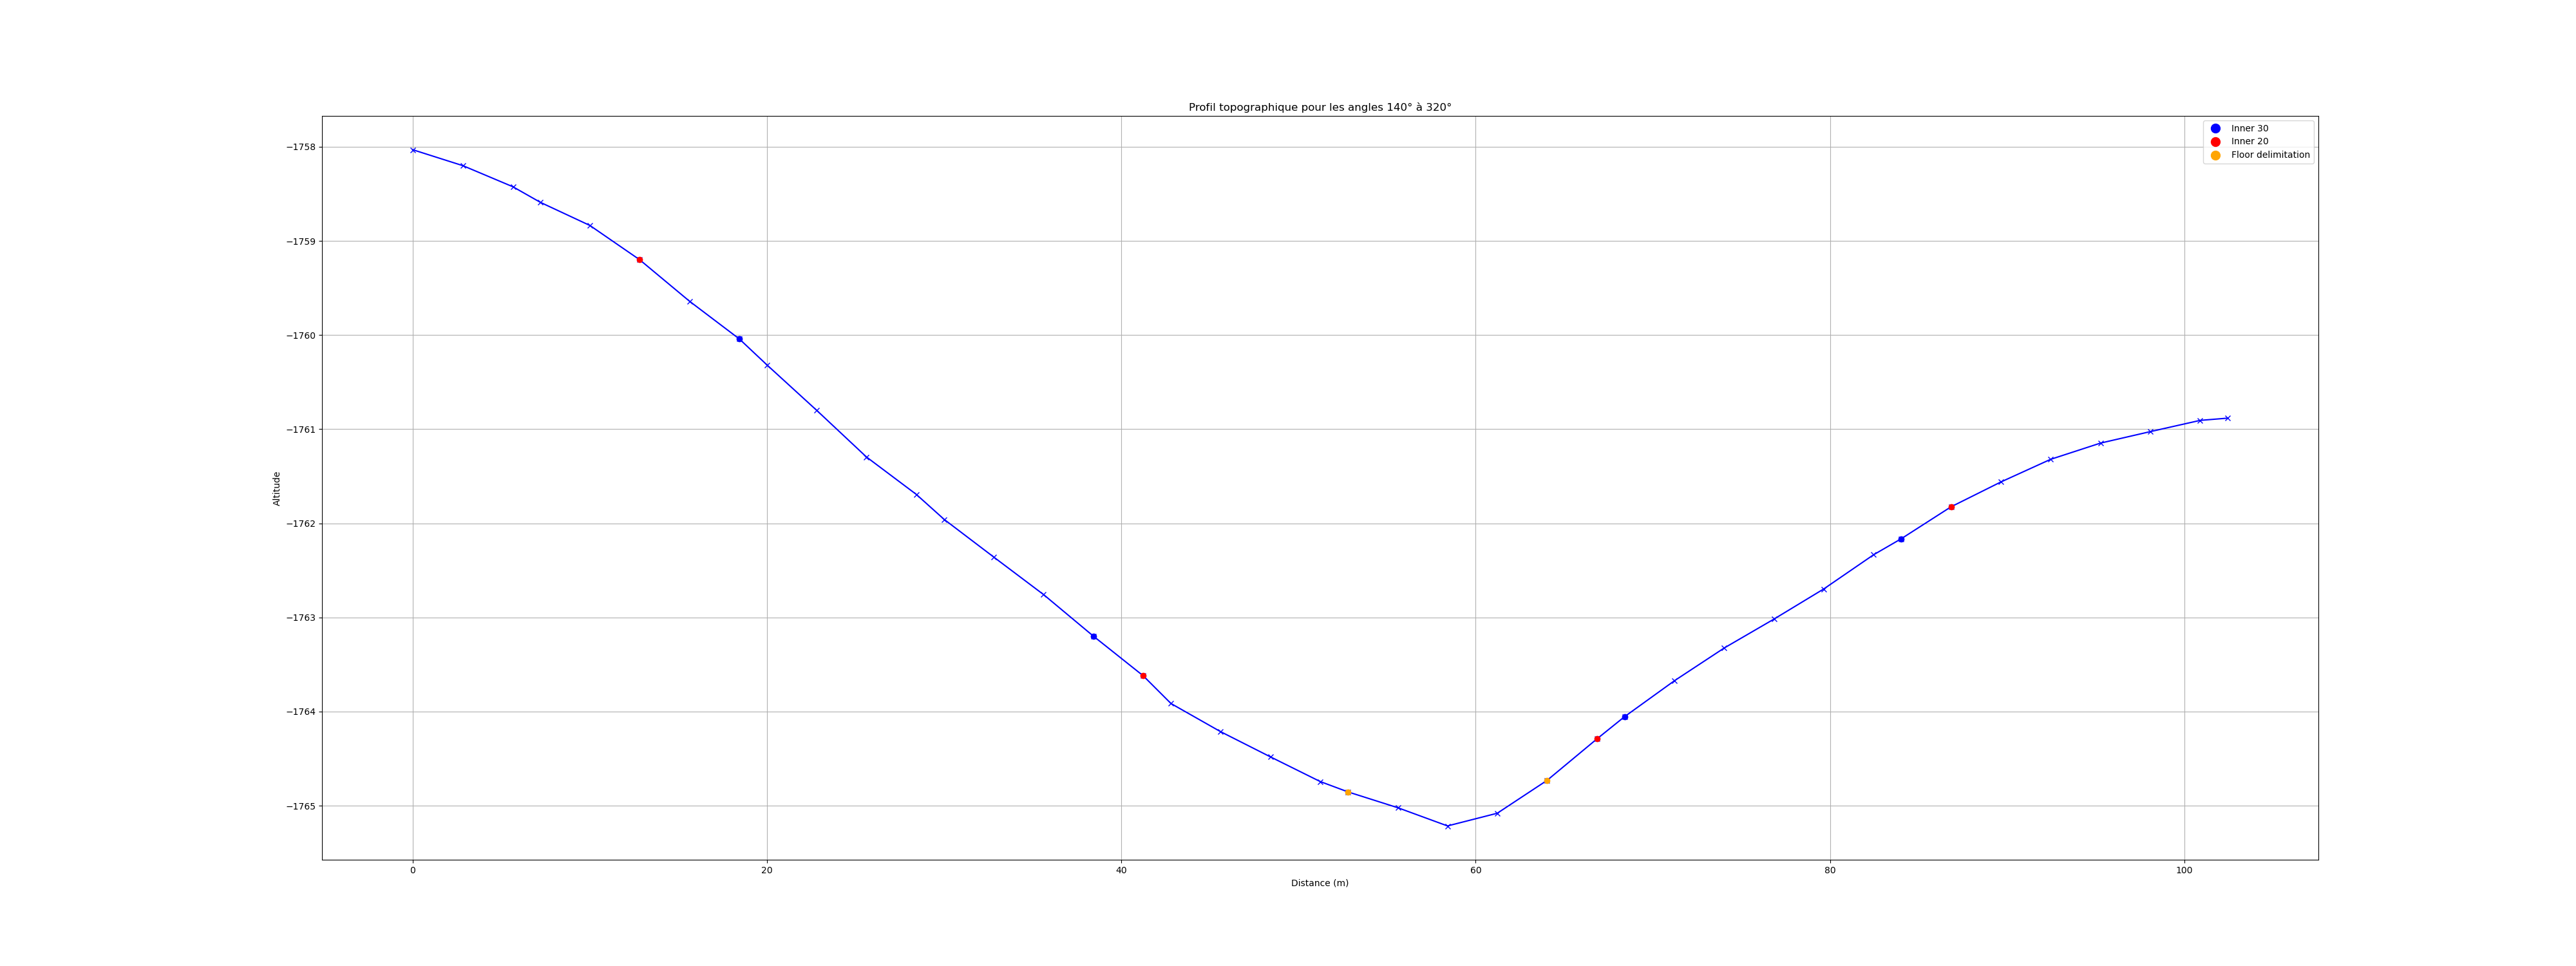 Profil topographique pour les angles 140° à 320°
Inner 30
Inner 20
Floor delimitation
−1758
−1759
−1760
−1761
−1762
−1763
−1764
−1765
Altitude
0 20 40 60 80 100
Distance (m)